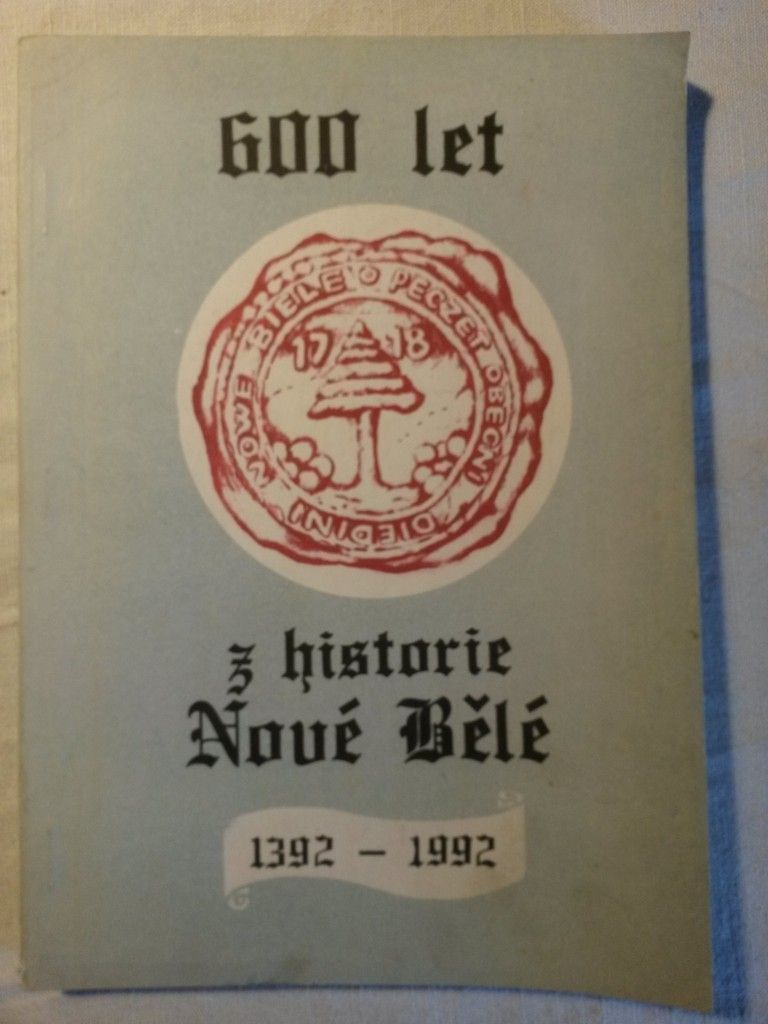 600 let
PECZET OBECNI DIEDINI NOWE BIELE
17 18
z historie
Nové Bělé
1392 - 1992